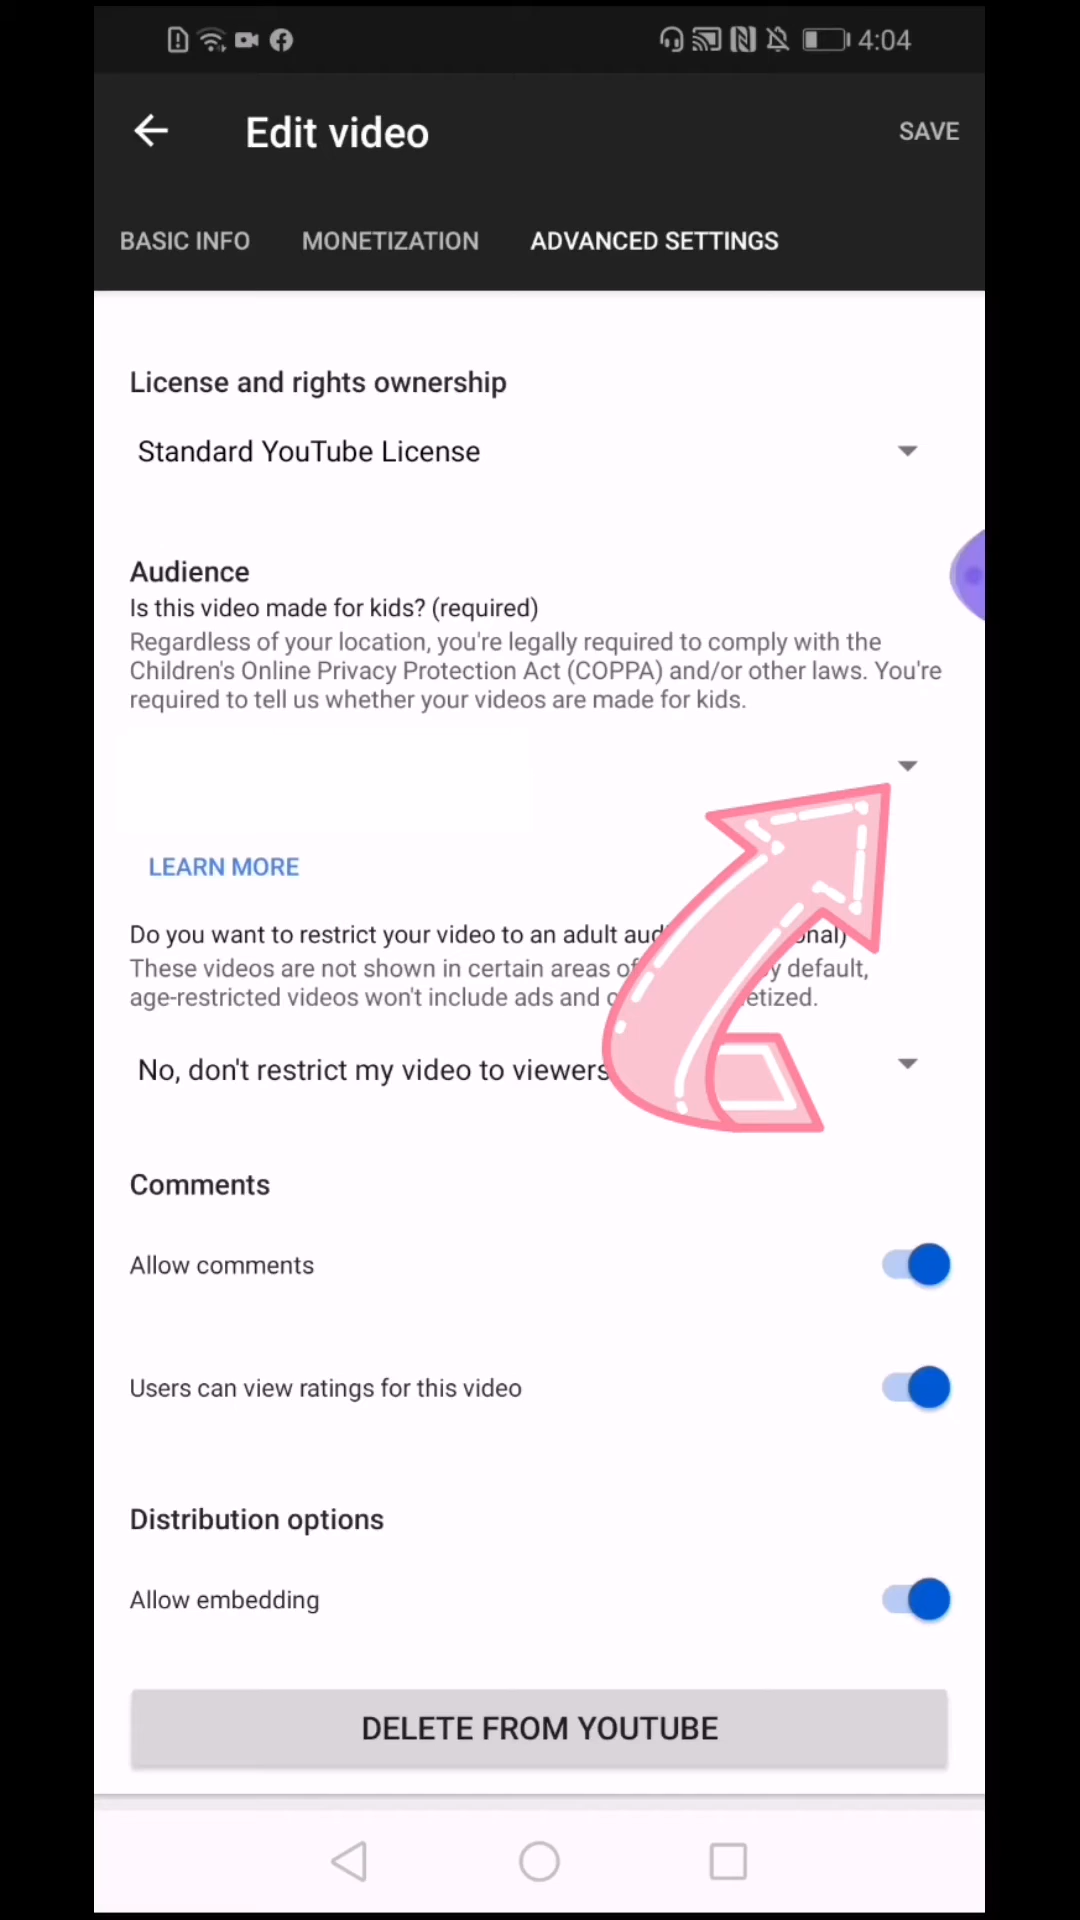 4:04
Edit video
SAVE
BASIC INFO
MONETIZATION
ADVANCED SETTINGS
License and rights ownership
Standard YouTube License
Audience
Is this video made for kids? (required)
Regardless of your location, you're legally required to comply with the
Children's Online Privacy Protection Act (COPPA) and/or other laws. You're
required to tell us whether your videos are made for kids.
LEARN MORE
Do you want to restrict your video to an adult
These videos are not shown in certain areas of default,
age-restricted videos won't include ads and
No, don't restrict my video to viewers
Comments
Allow comments
Users can view ratings for this video
Distribution options
Allow embedding
DELETE FROM YOUTUBE